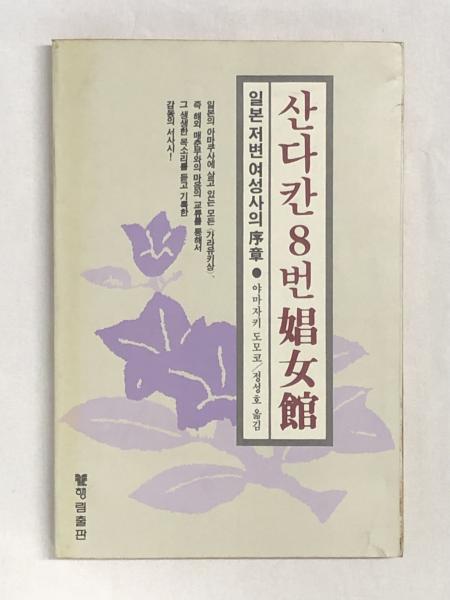 산다칸 8번 娼女館
일본 저변 여성사의 序章 ● 야마자키 도모코/정성호 옮김
일본의 아마쿠사에 살고 있는 모든 「가라유키상」,
즉 해외 매춘부와의 마음의 교류를 통해서
그 생생한 목소리를 듣고 기록한
감동의 서사시!
행림출판